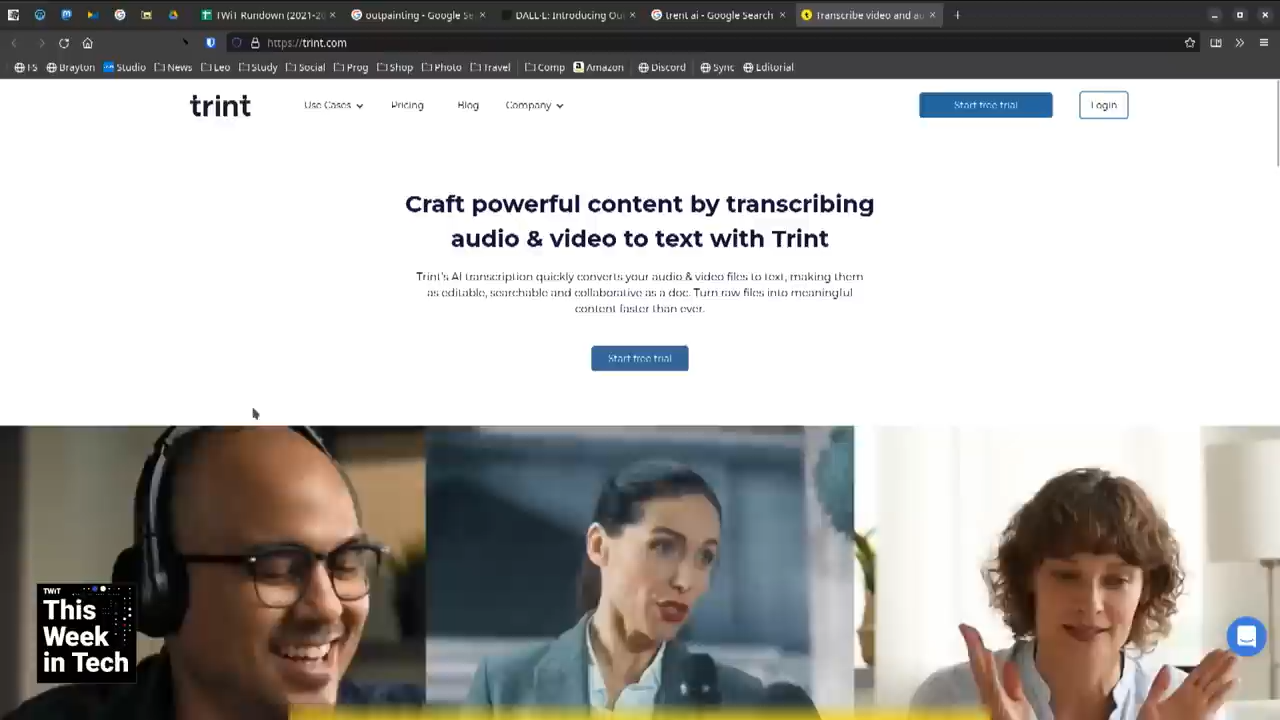 TWiT Rundown (2021-20
outpainting - Google Se
DALL·E: Introducing Out
trent ai - Google Search
Transcribe video and au
https://trint.com
FS
Brayton
Studio
News
Leo
Study
Social
Prog
Shop
Photo
Travel
Comp
Amazon
Discord
Sync
Editorial
trint
Use Cases
Pricing
Blog
Company
Start free trial
Login
Craft powerful content by transcribing
audio & video to text with Trint
Trint's AI transcription quickly converts your audio & video files to text, making them
as editable, searchable and collaborative as a doc. Turn raw files into meaningful
content faster than ever.
Start free trial
TWiT
This
Week
in Tech